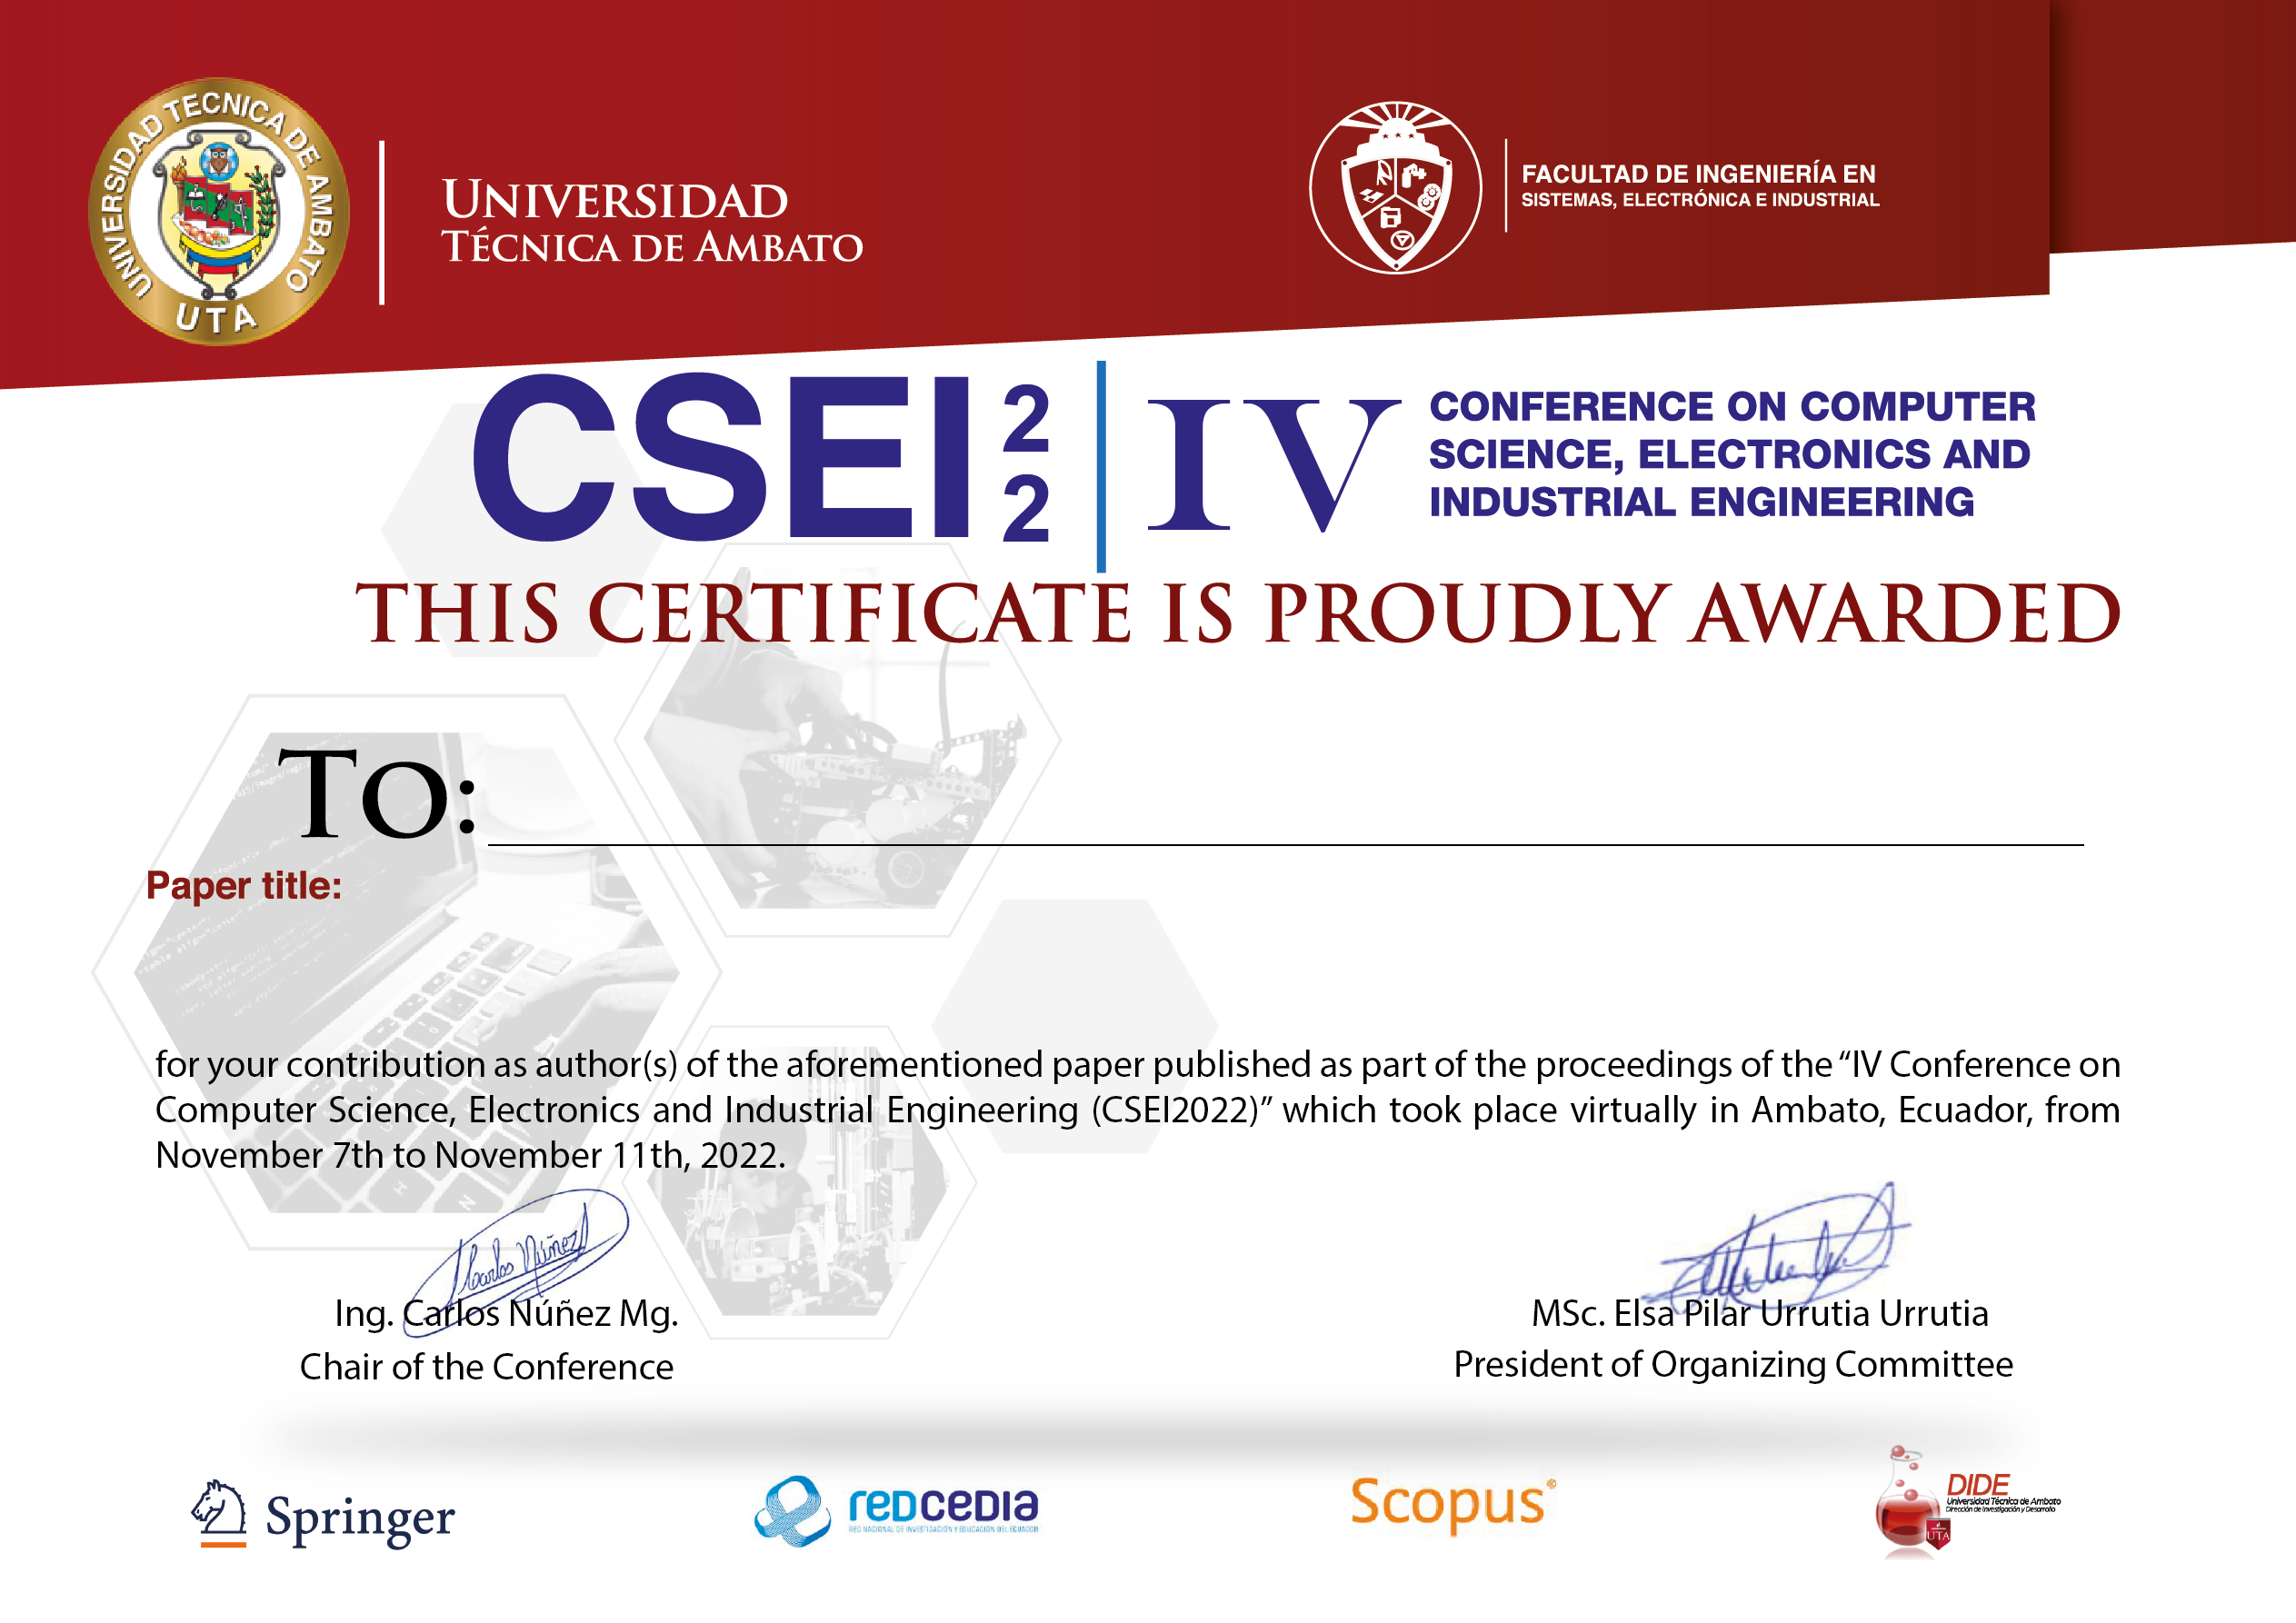 UNIVERSIDAD TECNICA DE AMBATO
UTA
UNIVERSIDAD
TÉCNICA DE AMBATO
FACULTAD DE INGENIERÍA EN
SISTEMAS, ELECTRÓNICA E INDUSTRIAL
CSEI 22
IV
CONFERENCE ON COMPUTER
SCIENCE, ELECTRONICS AND
INDUSTRIAL ENGINEERING
THIS CERTIFICATE IS PROUDLY AWARDED
TO:
Paper title:
for your contribution as author(s) of the aforementioned paper published as part of the proceedings of the “IV Conference on
Computer Science, Electronics and Industrial Engineering (CSEI2022)” which took place virtually in Ambato, Ecuador, from
November 7th to November 11th, 2022.
Carlos Núñez
Ing. Carlos Núñez Mg.
Chair of the Conference
MSc. Elsa Pilar Urrutia Urrutia
President of Organizing Committee
Springer
redcedia
RED NACIONAL DE INVESTIGACIÓN Y EDUCACIÓN DEL ECUADOR
Scopus®
DIDE
Universidad Técnica de Ambato
Dirección de Investigación y Desarrollo
UTA